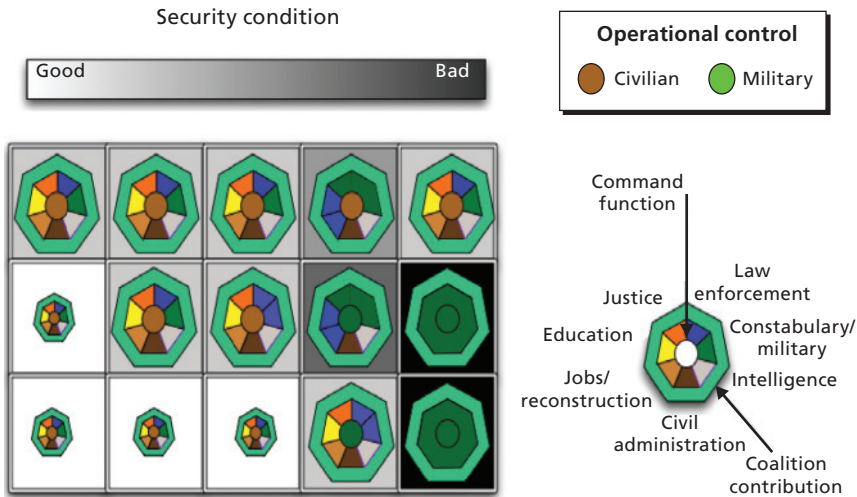 Security condition
Good
Bad
Operational control
Civilian
Military
Command
function
Law
enforcement
Justice
Education
Constabulary/
military
Jobs/
reconstruction
Intelligence
Civil
administration
Coalition
contribution